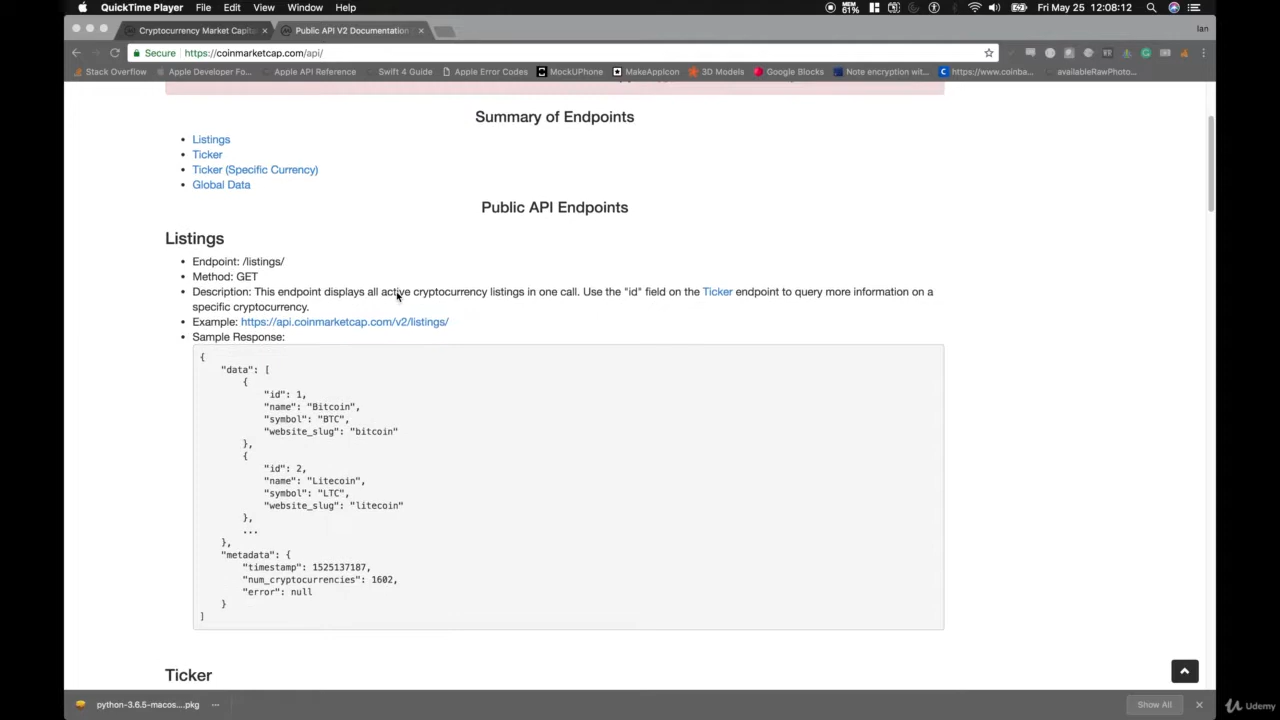 QuickTime Player File Edit View Window Help MEM 61% Fri May 25 12:08:12
Cryptocurrency Market Capital Public API V2 Documentation Ian
Secure https://coinmarketcap.com/api/
Stack Overflow Apple Developer Fo... Apple API Reference Swift 4 Guide Apple Error Codes MockUPhone MakeAppIcon 3D Models Google Blocks Note encryption wit... https://www.coinba... availableRawPhoto...
Summary of Endpoints
• Listings
• Ticker
• Ticker (Specific Currency)
• Global Data
Public API Endpoints
Listings
• Endpoint: /listings/
• Method: GET
• Description: This endpoint displays all active cryptocurrency listings in one call. Use the "id" field on the Ticker endpoint to query more information on a
specific cryptocurrency.
• Example: https://api.coinmarketcap.com/v2/listings/
• Sample Response:
{
"data": [
{
"id": 1,
"name": "Bitcoin",
"symbol": "BTC",
"website_slug": "bitcoin"
},
{
"id": 2,
"name": "Litecoin",
"symbol": "LTC",
"website_slug": "litecoin"
},
...
},
"metadata": {
"timestamp": 1525137187,
"num_cryptocurrencies": 1602,
"error": null
}
]
Ticker
python-3.6.5-macos....pkg Show All
Udemy